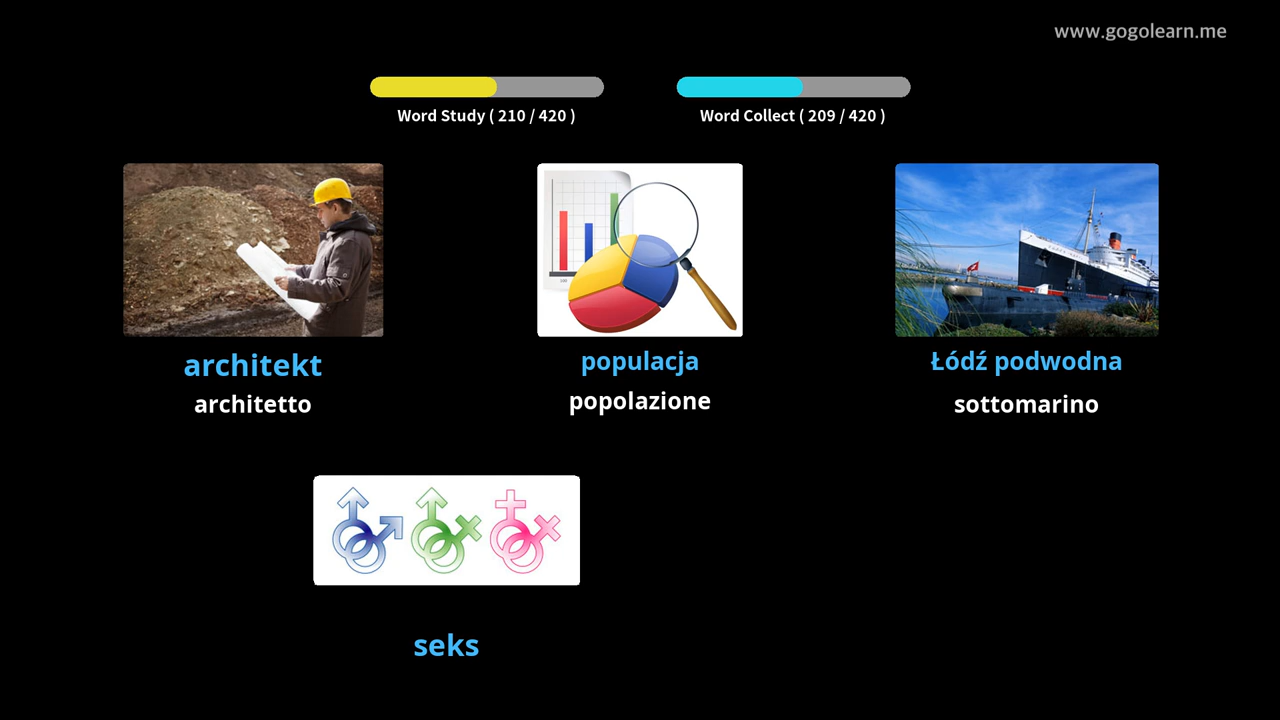 www.gogolearn.me
Word Study ( 210 / 420 )
Word Collect ( 209 / 420 )
architekt
architetto
populacja
popolazione
Łódź podwodna
sottomarino
seks